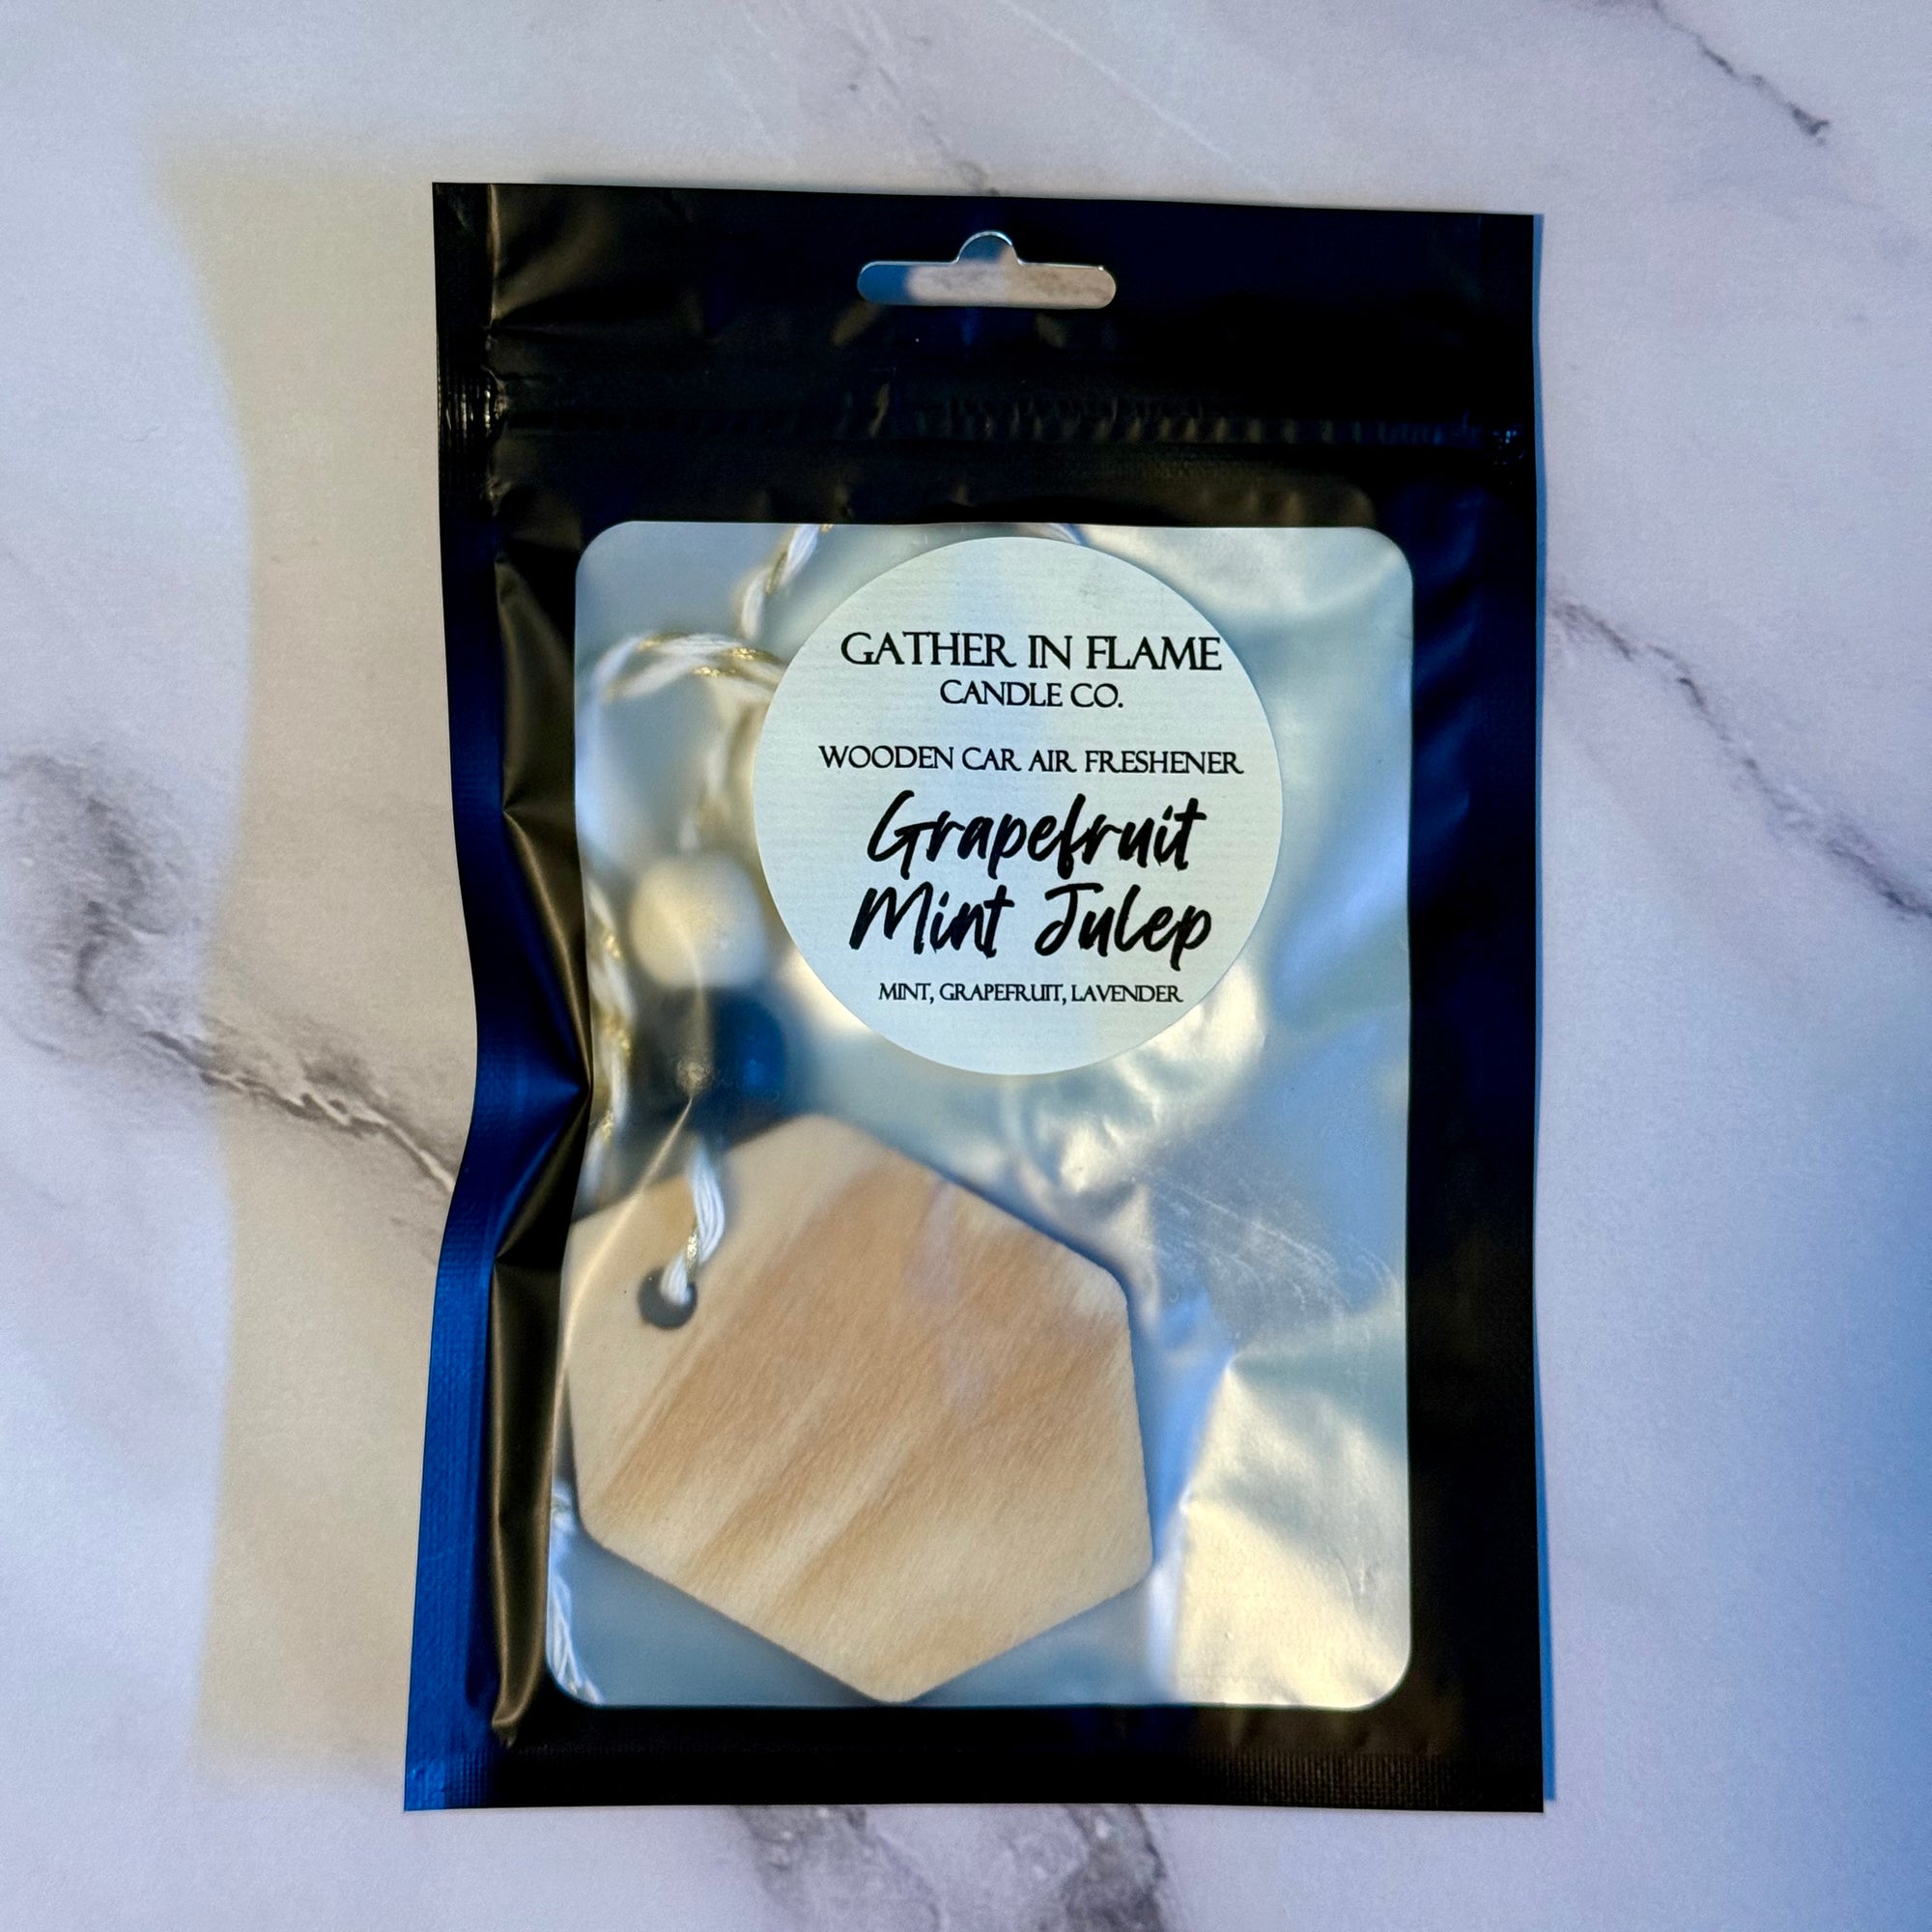 GATHER IN FLAME
CANDLE CO.
WOODEN CAR AIR FRESHENER
Grapefruit
Mint Julep
MINT, GRAPEFRUIT, LAVENDER